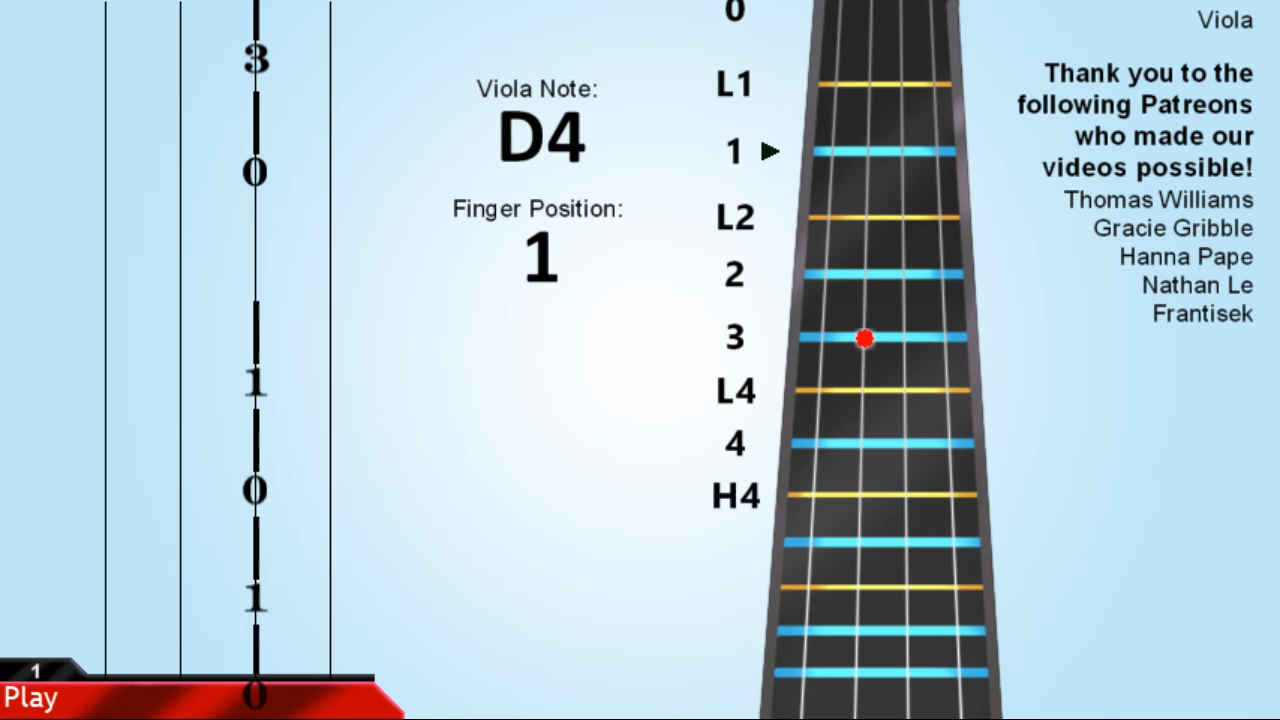 3
0
1
0
1
0
1
Play
Viola Note:
D4
Finger Position:
1
0
L1
1
L2
2
3
L4
4
H4
Viola
Thank you to the
following Patreons
who made our
videos possible!
Thomas Williams
Gracie Gribble
Hanna Pape
Nathan Le
Frantisek